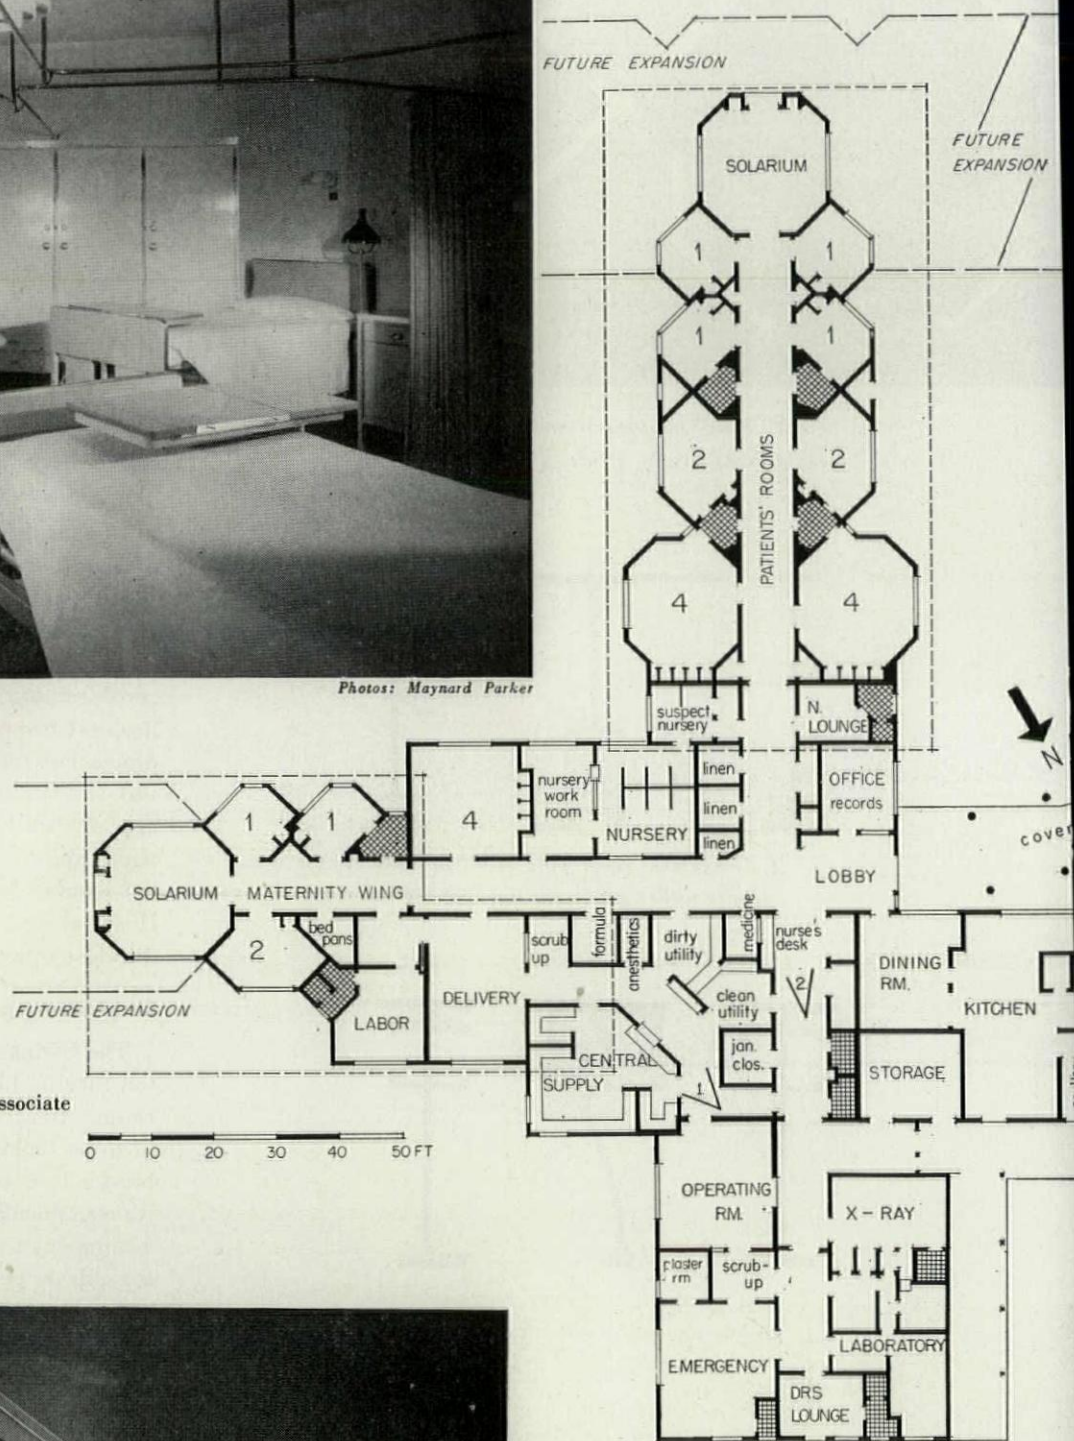 FUTURE EXPANSION
FUTURE
EXPANSION
SOLARIUM
1
1
1
1
2
2
PATIENTS' ROOMS
4
4
Photos: Maynard Parker
suspect
nursery
N.
LOUNGE
N
linen
OFFICE
records
nursery
work
room
linen
NURSERY
linen
4
1
1
LOBBY
SOLARIUM
MATERNITY WING
bed
pans
2
scrub
up
formula
anesthetics
dirty
utility
medicine
nurse's
desk
2
DINING
RM.
KITCHEN
DELIVERY
clean
utility
LABOR
FUTURE EXPANSION
jan.
clos.
CENTRAL
SUPPLY
1
STORAGE
ssociate
0 10 20 30 40 50 FT
OPERATING
RM.
X-RAY
plaster
rm
scrub-
up
EMERGENCY
LABORATORY
DRS
LOUNGE